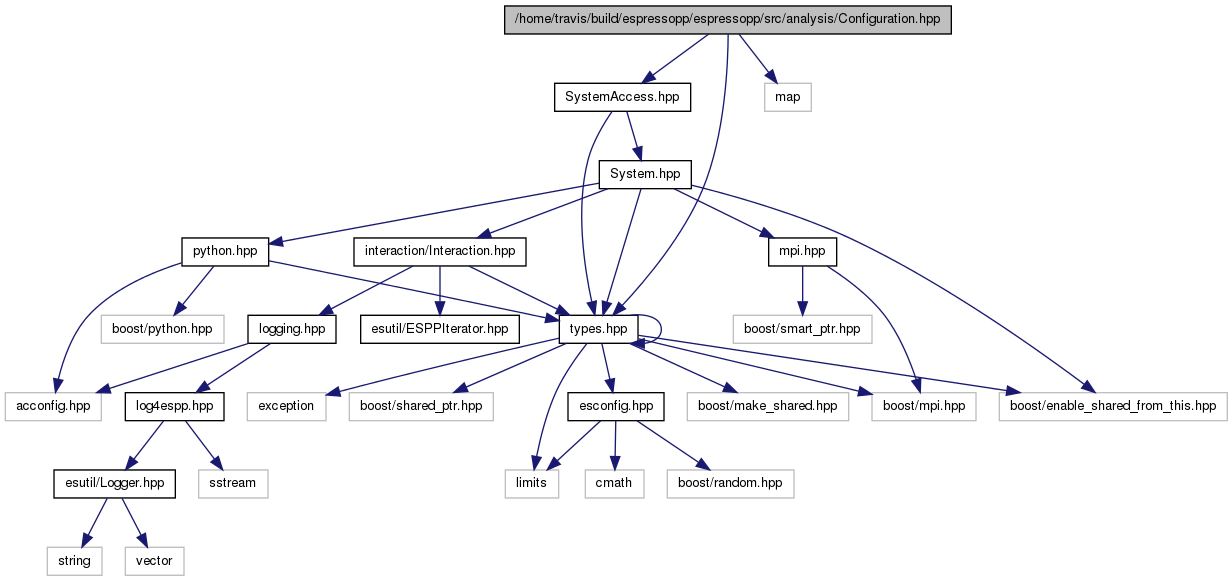 /home/travis/build/espressopp/espressopp/src/analysis/Configuration.hpp
SystemAccess.hpp
map
System.hpp
python.hpp
interaction/Interaction.hpp
mpi.hpp
boost/python.hpp
logging.hpp
esutil/ESPPIterator.hpp
types.hpp
boost/smart_ptr.hpp
acconfig.hpp
log4espp.hpp
exception
boost/shared_ptr.hpp
esconfig.hpp
boost/make_shared.hpp
boost/mpi.hpp
boost/enable_shared_from_this.hpp
esutil/Logger.hpp
sstream
limits
cmath
boost/random.hpp
string
vector